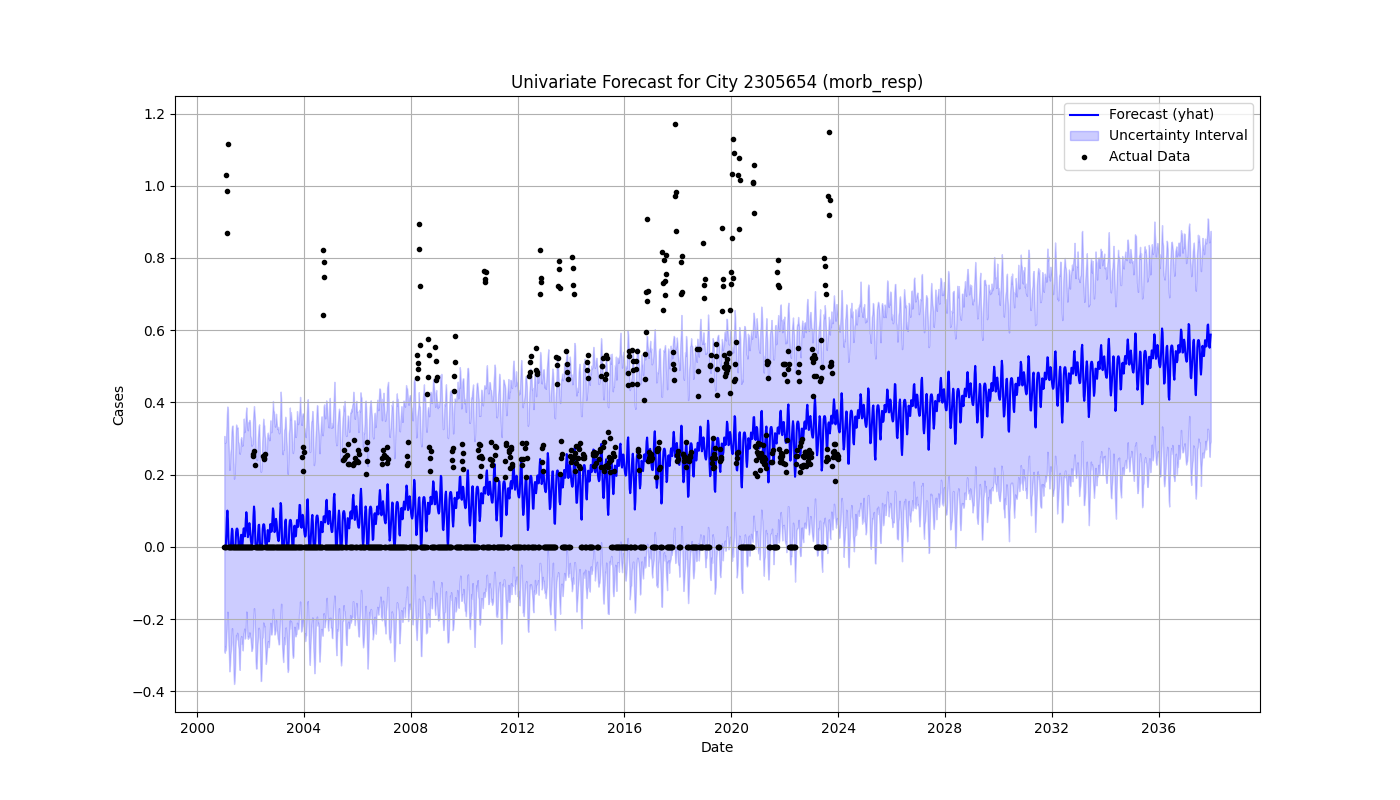 Univariate Forecast for City 2305654 (morb_resp)
Forecast (yhat)
Uncertainty Interval
Actual Data
Cases
1.2
1.0
0.8
0.6
0.4
0.2
0.0
−0.2
−0.4
2000 2004 2008 2012 2016 2020 2024 2028 2032 2036
Date